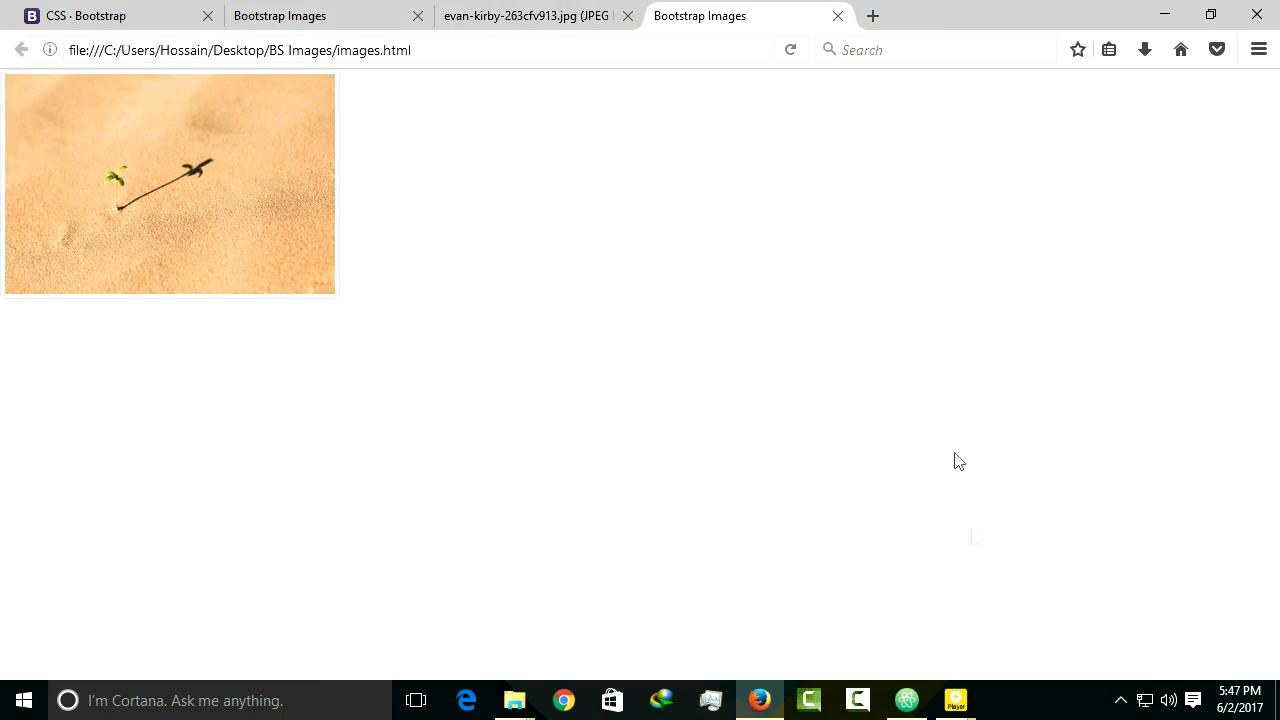 CSS · Bootstrap
Bootstrap Images
evan-kirby-263cfv913.jpg (JPEG
Bootstrap Images
file:///C:/Users/Hossain/Desktop/BS Images/images.html
Search
I'm Cortana. Ask me anything.
Player
5:47 PM
6/2/2017